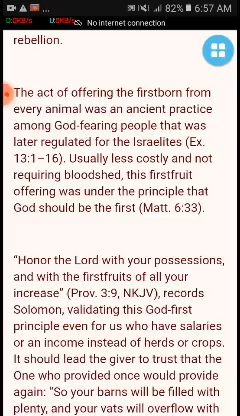 82% 6:57 AM
No internet connection
rebellion.
The act of offering the firstborn from
every animal was an ancient practice
among God-fearing people that was
later regulated for the Israelites (Ex.
13:1–16). Usually less costly and not
requiring bloodshed, this firstfruit
offering was under the principle that
God should be the first (Matt. 6:33).
“Honor the Lord with your possessions,
and with the firstfruits of all your
increase” (Prov. 3:9, NKJV), records
Solomon, validating this God-first
principle even for us who have salaries
or an income instead of herds or crops.
It should lead the giver to trust that the
One who provided once would provide
again: “So your barns will be filled with
plenty, and your vats will overflow with